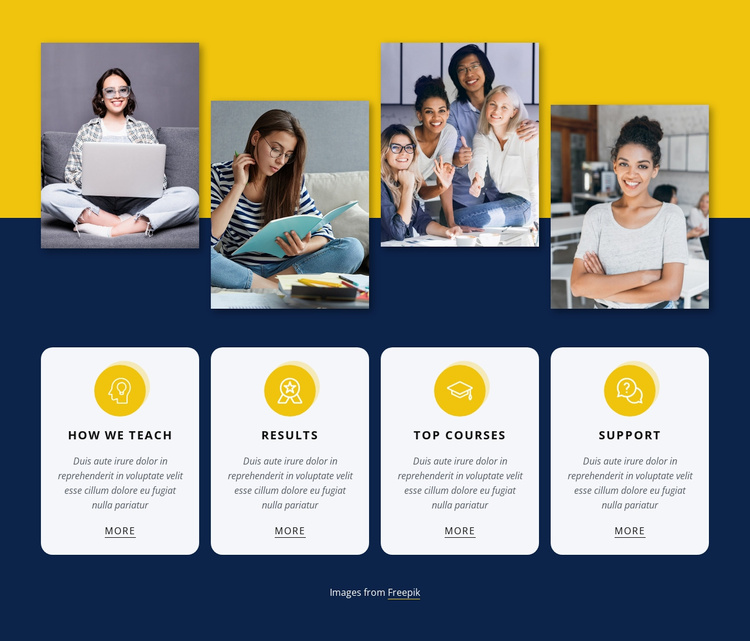 HOW WE TEACH
Duis aute irure dolor in
reprehenderit in voluptate velit
esse cillum dolore eu fugiat
nulla pariatur
MORE
RESULTS
Duis aute irure dolor in
reprehenderit in voluptate velit
esse cillum dolore eu fugiat
nulla pariatur
MORE
TOP COURSES
Duis aute irure dolor in
reprehenderit in voluptate velit
esse cillum dolore eu fugiat
nulla pariatur
MORE
SUPPORT
Duis aute irure dolor in
reprehenderit in voluptate velit
esse cillum dolore eu fugiat
nulla pariatur
MORE
Images from Freepik